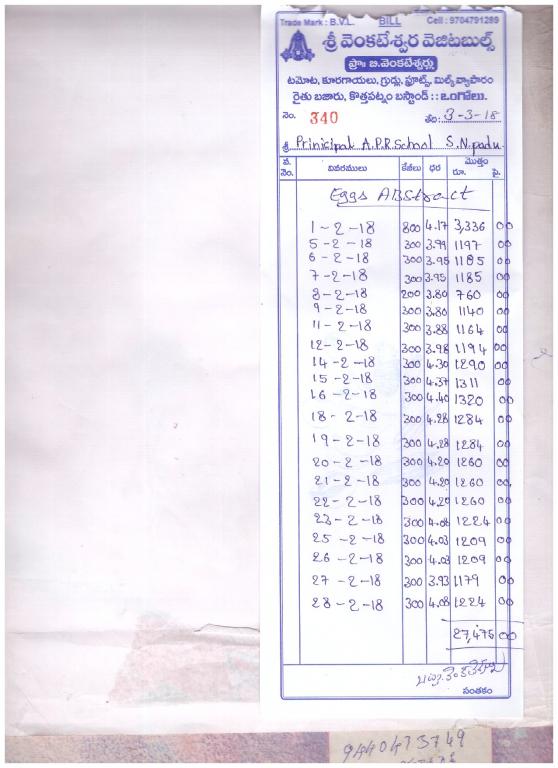 Trade Mark : B.V.L. BILL Cell : 9704791289
శ్రీ వెంకటేశ్వర వెజిటబుల్స్
ప్రొః బి.వెంకటేశ్వర్లు
టమోట, కూరగాయలు, గ్రుడ్లు, ఫ్రూట్స్, మిల్క్ వ్యాపారం
రైతు బజారు, కొత్తపట్నం బస్టాండ్ :: ఒంగోలు.
నెం. 340 తేది: 3-3-18
శ్రీ Prinicipal A.P.R.School S.N.padu.
వ. నెం. వివరములు కేజీలు ధర మొత్తం రూ. పై.
Eggs ABStract
1-2-18 800 4.17 3,336 00
5-2-18 300 3.99 1197 00
6-2-18 300 3.95 1185 00
7-2-18 300 3.95 1185 00
8-2-18 200 3.80 760 00
9-2-18 300 3.80 1140 00
11-2-18 300 3.88 1164 00
12-2-18 300 3.98 1194 00
14-2-18 300 4.30 1290 00
15-2-18 300 4.37 1311 00
16-2-18 300 4.40 1320 00
18-2-18 300 4.28 1284 00
19-2-18 300 4.28 1284 00
20-2-18 300 4.20 1260 00
21-2-18 300 4.20 1260 00
22-2-18 300 4.20 1260 00
23-2-18 300 4.08 1224 00
25-2-18 300 4.03 1209 00
26-2-18 300 4.03 1209 00
27-2-18 300 3.93 1179 00
28-2-18 300 4.08 1224 00
27,475 00
సంతకం
9440473749